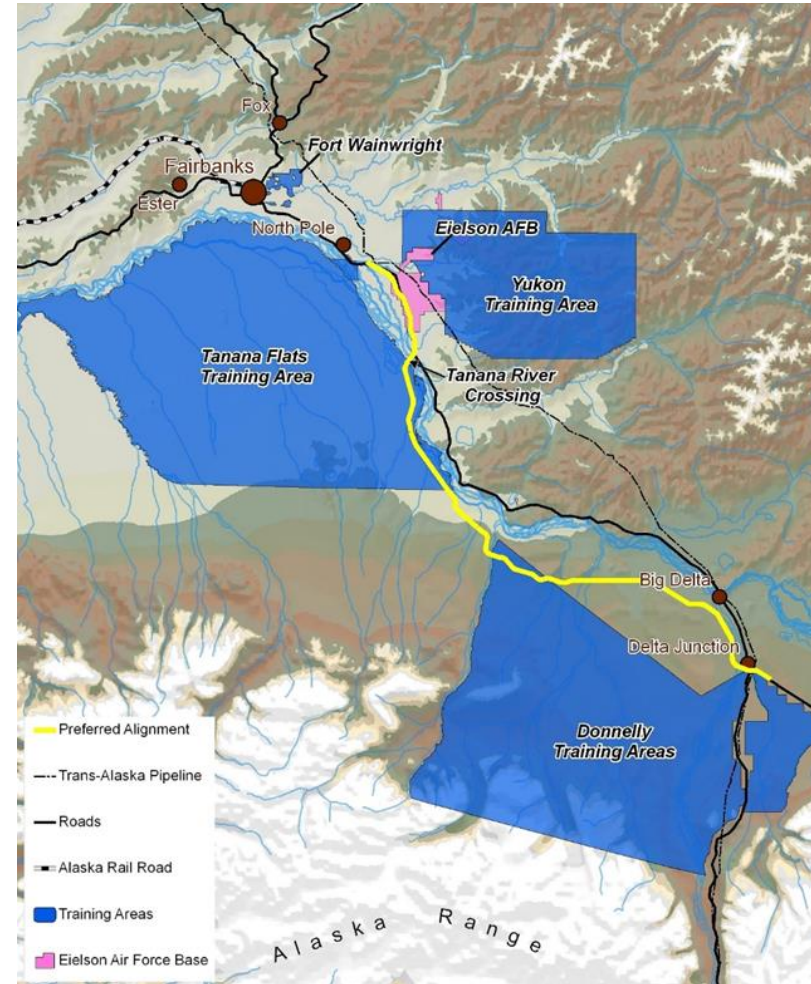 Fox
Fort Wainwright
Fairbanks
Ester
North Pole
Eielson AFB
Yukon
Training Area
Tanana Flats
Training Area
Tanana River
Crossing
Big Delta
Delta Junction
Donnelly
Training Areas
Preferred Alignment
Trans-Alaska Pipeline
Roads
Alaska Rail Road
Training Areas
Eielson Air Force Base
Alaska Range